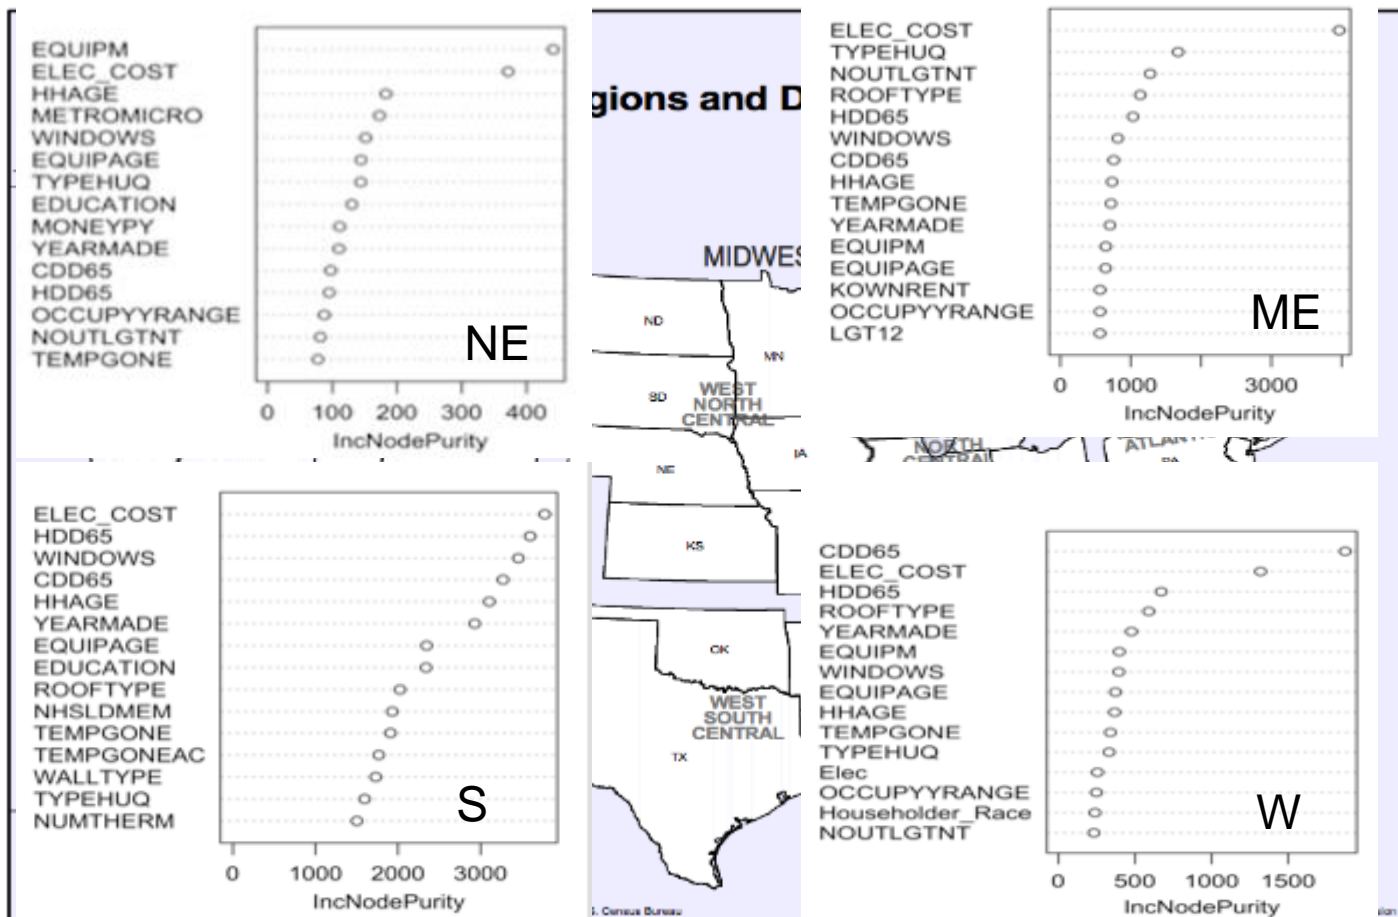 EQUIPM
ELEC_COST
HHAGE
METROMICRO
WINDOWS
EQUIPAGE
TYPEHUQ
EDUCATION
MONEYPY
YEARMADE
CDD65
HDD65
OCCUPYYRANGE
NOUTLGTNT
TEMPGONE
NE
0 100 200 300 400
IncNodePurity
gions and D
MIDWES
ND
MN
SD
WEST
NORTH
CENTRAL
IA
NE
KS
OK
WEST
SOUTH
CENTRAL
TX
S. Census Bureau
ELEC_COST
TYPEHUQ
NOUTLGTNT
ROOFTYPE
HDD65
WINDOWS
CDD65
HHAGE
TEMPGONE
YEARMADE
EQUIPM
EQUIPAGE
KOWNRENT
OCCUPYYRANGE
LGT12
ME
0 1000 3000
IncNodePurity
NORTH
CENTRAL
ATLANTIC
PA
ELEC_COST
HDD65
WINDOWS
CDD65
HHAGE
YEARMADE
EQUIPAGE
EDUCATION
ROOFTYPE
NHSLDMEM
TEMPGONE
TEMPGONEAC
WALLTYPE
TYPEHUQ
NUMTHERM
S
0 1000 2000 3000
IncNodePurity
CDD65
ELEC_COST
HDD65
ROOFTYPE
YEARMADE
EQUIPM
WINDOWS
EQUIPAGE
HHAGE
TEMPGONE
TYPEHUQ
Elec
OCCUPYYRANGE
Householder_Race
NOUTLGTNT
W
0 500 1000 1500
IncNodePurity